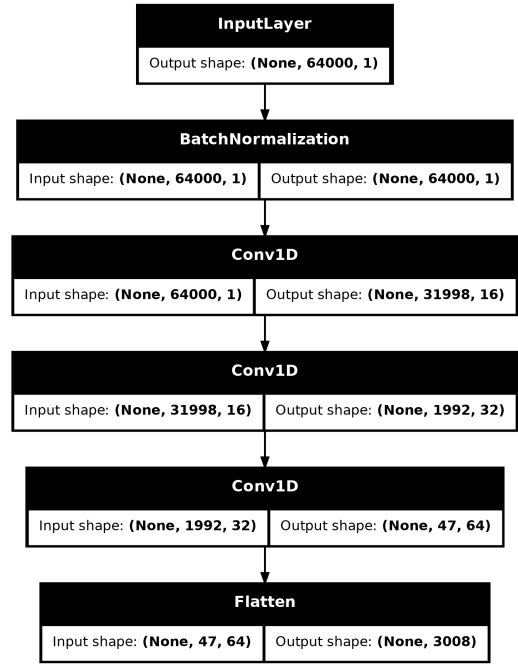 InputLayer
Output shape: (None, 64000, 1)
BatchNormalization
Input shape: (None, 64000, 1) Output shape: (None, 64000, 1)
Conv1D
Input shape: (None, 64000, 1) Output shape: (None, 31998, 16)
Conv1D
Input shape: (None, 31998, 16) Output shape: (None, 1992, 32)
Conv1D
Input shape: (None, 1992, 32) Output shape: (None, 47, 64)
Flatten
Input shape: (None, 47, 64) Output shape: (None, 3008)